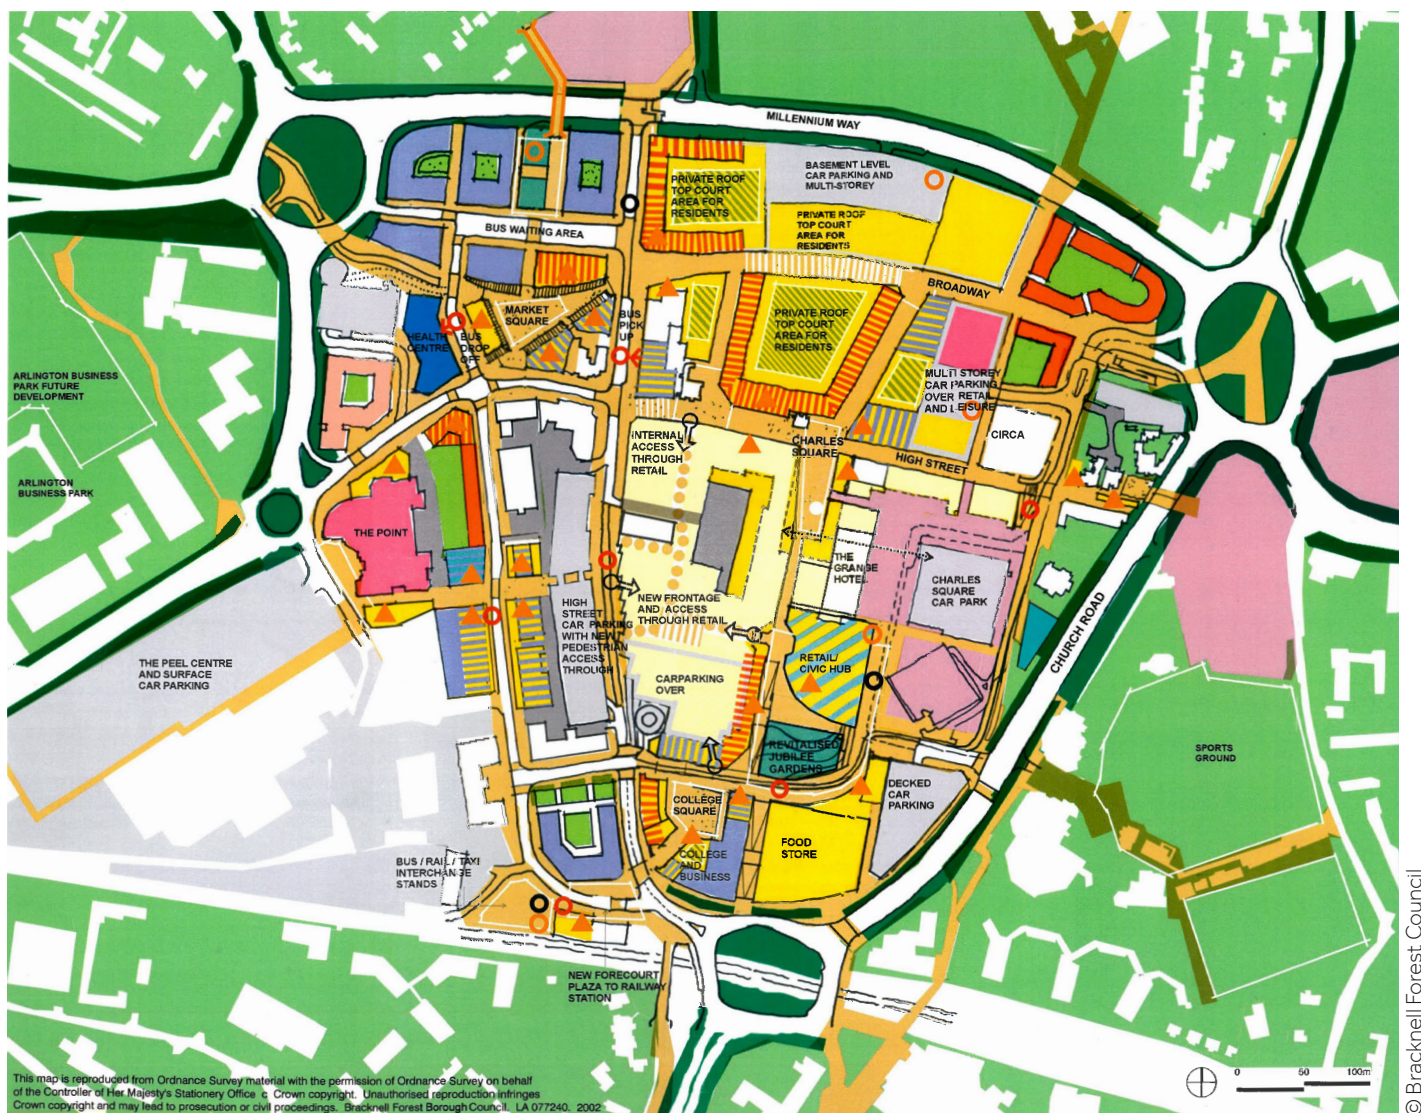 MILLENNIUM WAY
BASEMENT LEVEL
CAR PARKING AND
MULTI-STOREY
PRIVATE ROOF
TOP COURT
AREA FOR
RESIDENTS
PRIVATE ROOF
TOP COURT
AREA FOR
RESIDENTS
BUS WAITING AREA
BROADWAY
MARKET
SQUARE
BUS
PICK
UP
PRIVATE ROOF
TOP COURT
AREA FOR
RESIDENTS
HEALTH
CENTRE
BUS
DROP
OFF
ARLINGTON BUSINESS
PARK FUTURE
DEVELOPMENT
MULTI STOREY
CAR PARKING
OVER RETAIL
AND LEISURE
INTERNAL
ACCESS
THROUGH
RETAIL
CHARLES
SQUARE
CIRCA
HIGH STREET
ARLINGTON
BUSINESS PARK
THE POINT
THE
GRANGE
HOTEL
CHARLES
SQUARE
CAR PARK
HIGH
STREET
CAR PARKING
WITH NEW
PEDESTRIAN
ACCESS
THROUGH
NEW FRONTAGE
AND ACCESS
THROUGH RETAIL
CHURCH ROAD
THE PEEL CENTRE
AND SURFACE
CAR PARKING
RETAIL/
CIVIC HUB
CARPARKING
OVER
REVITALISED
JUBILEE
GARDENS
SPORTS
GROUND
DECKED
CAR
PARKING
COLLEGE
SQUARE
FOOD
STORE
COLLEGE
AND
BUSINESS
BUS / RAIL / TAXI
INTERCHANGE
STANDS
NEW FORECOURT
PLAZA TO RAILWAY
STATION
0 50 100m
This map is reproduced from Ordnance Survey material with the permission of Ordnance Survey on behalf
of the Controller of Her Majesty's Stationery Office c Crown copyright. Unauthorised reproduction infringes
Crown copyright and may lead to prosecution or civil proceedings. Bracknell Forest Borough Council. LA 077240. 2002
© Bracknell Forest Council